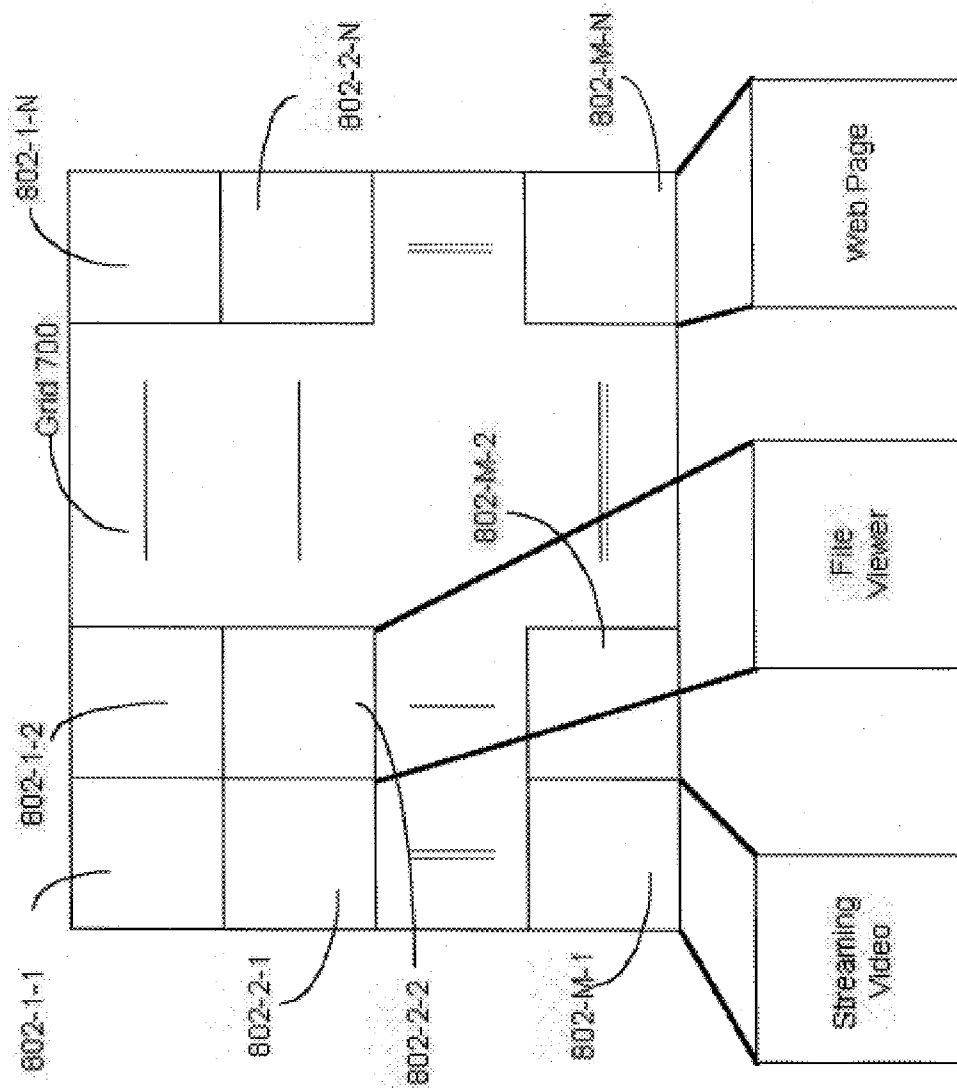 802-1-1
802-1-2
Grid 700
802-1-N
802-2-1
802-2-N
802-2-2
802-M-2
802-M-1
802-M-N
Streaming
Video
File
Viewer
Web Page